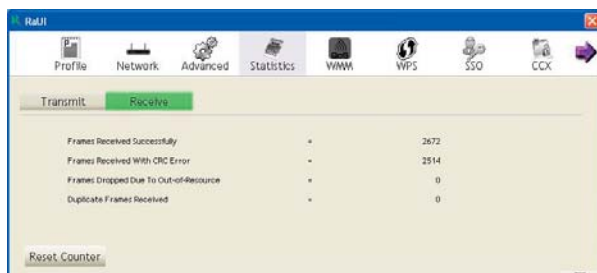 RaUI
Profile Network Advanced Statistics WMM WPS SSO CCX
Transmit Receive
Frames Received Successfully = 2672
Frames Received With CRC Error = 2514
Frames Dropped Due To Out-of-Resource = 0
Duplicate Frames Received = 0
Reset Counter